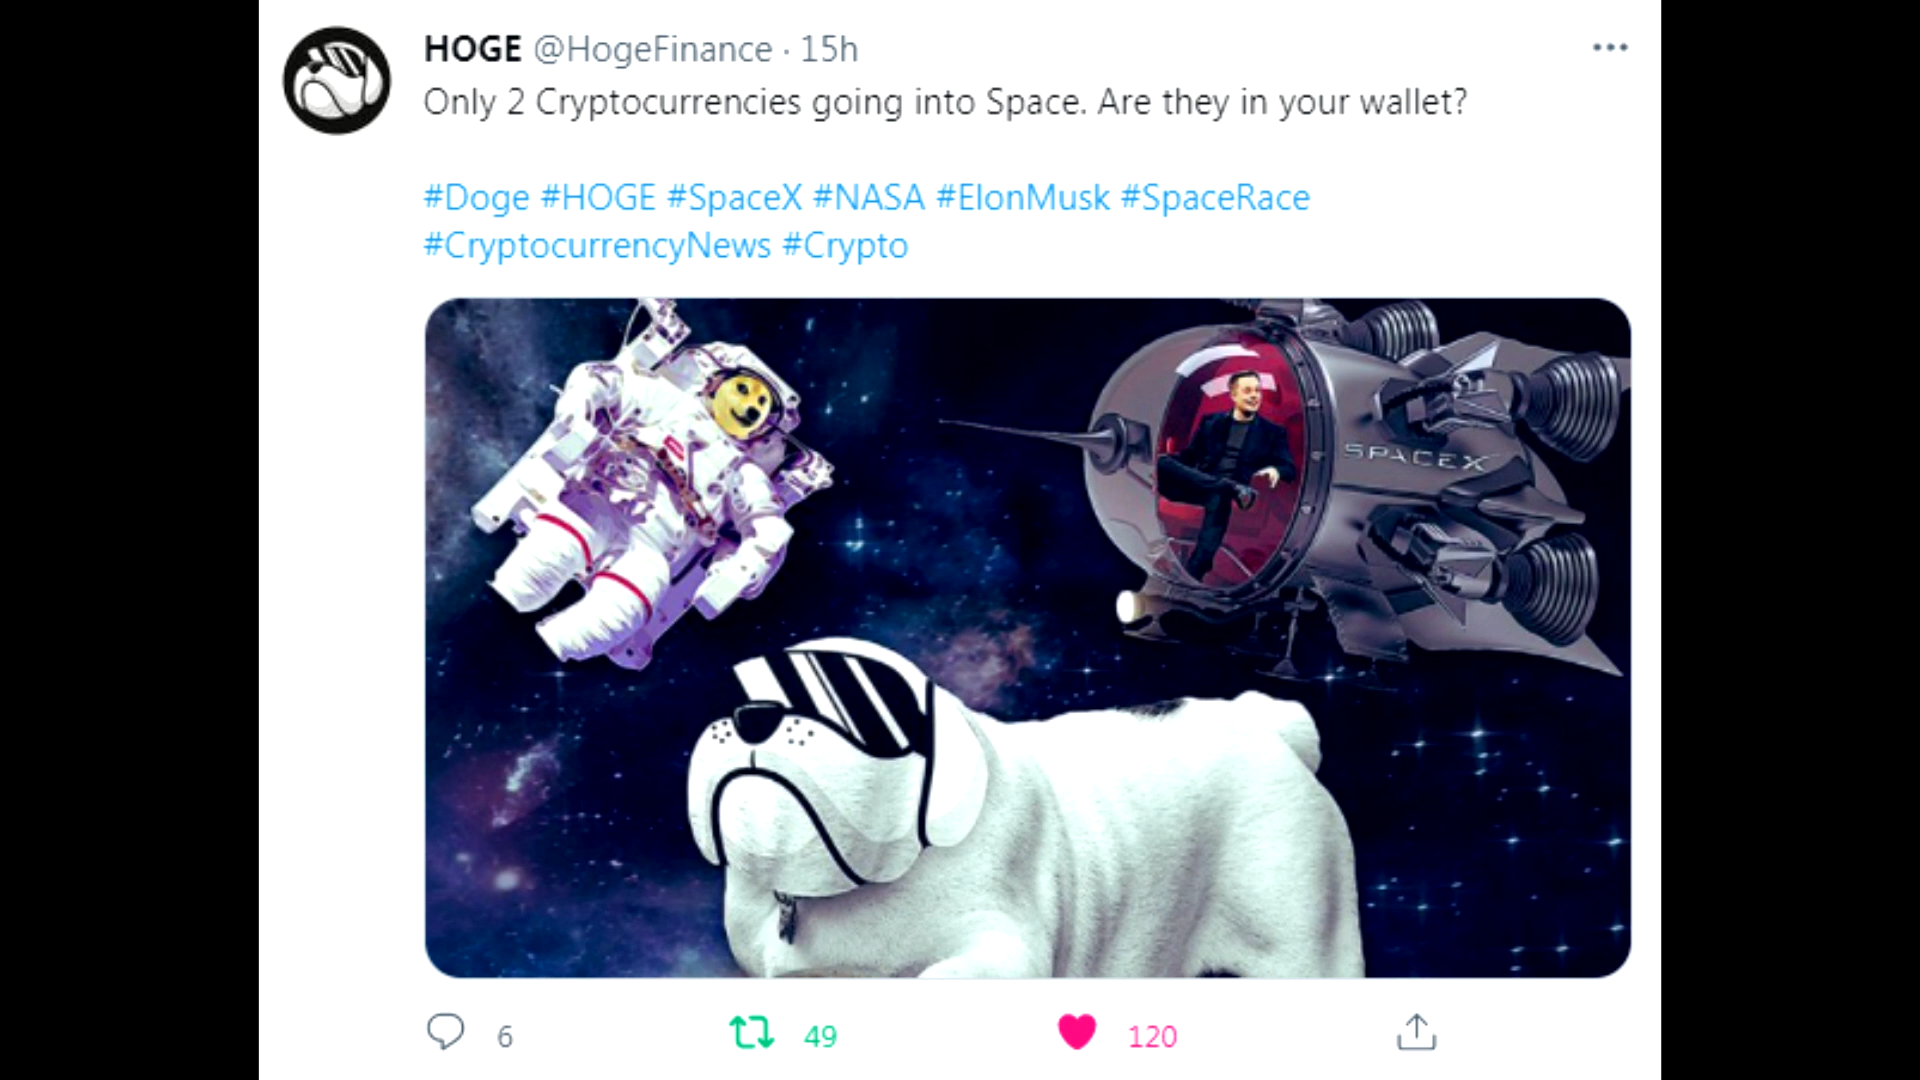 HOGE @HogeFinance · 15h
Only 2 Cryptocurrencies going into Space. Are they in your wallet?
#Doge #HOGE #SpaceX #NASA #ElonMusk #SpaceRace
#CryptocurrencyNews #Crypto
SPACEX
6 49 120